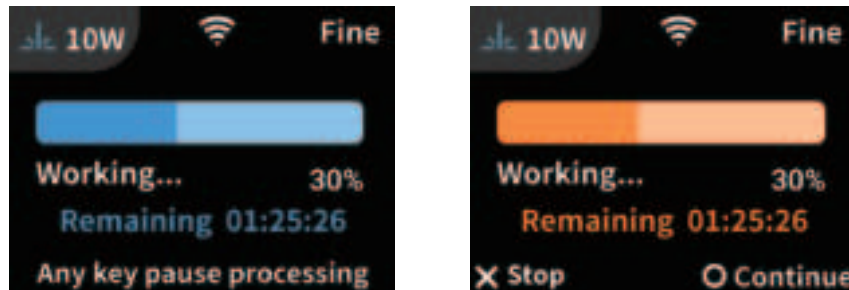 10W Fine
Working... 30%
Remaining 01:25:26
Any key pause processing
10W Fine
Working... 30%
Remaining 01:25:26
X Stop O Continue